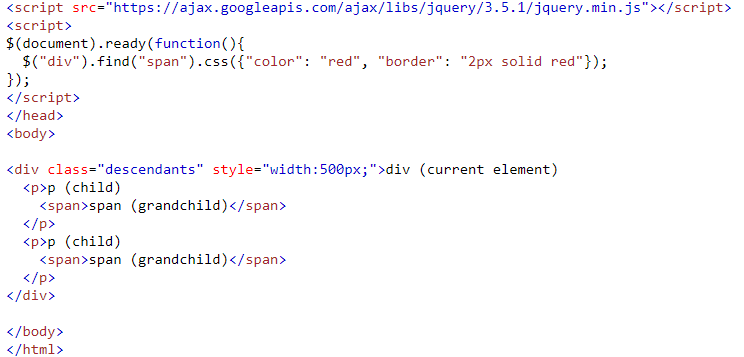 <script src="https://ajax.googleapis.com/ajax/libs/jquery/3.5.1/jquery.min.js"></script>
<script>
$(document).ready(function(){
  $("div").find("span").css({"color": "red", "border": "2px solid red"});
});
</script>
</head>
<body>

<div class="descendants" style="width:500px;">div (current element)
  <p>p (child)
    <span>span (grandchild)</span>
  </p>
  <p>p (child)
    <span>span (grandchild)</span>
  </p>
</div>

</body>
</html>